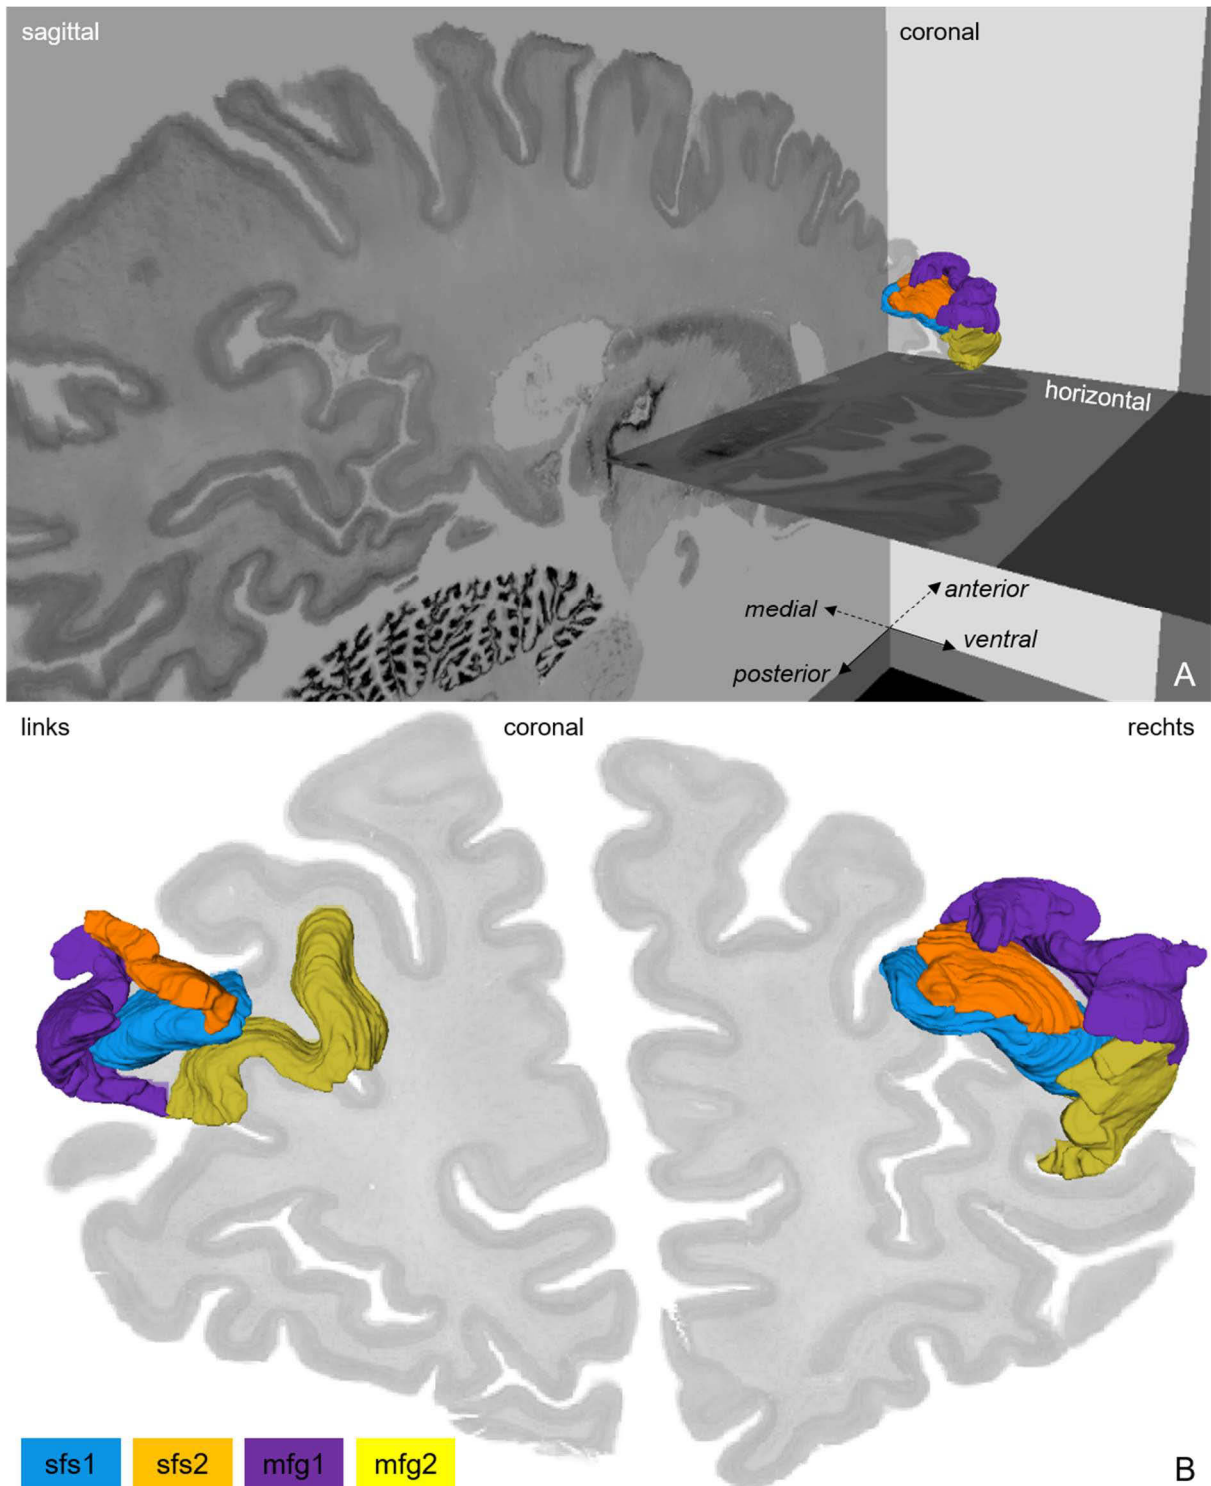 sagittal
coronal
horizontal
anterior
medial
ventral
posterior
A
links
coronal
rechts
sfs1
sfs2
mfg1
mfg2
B